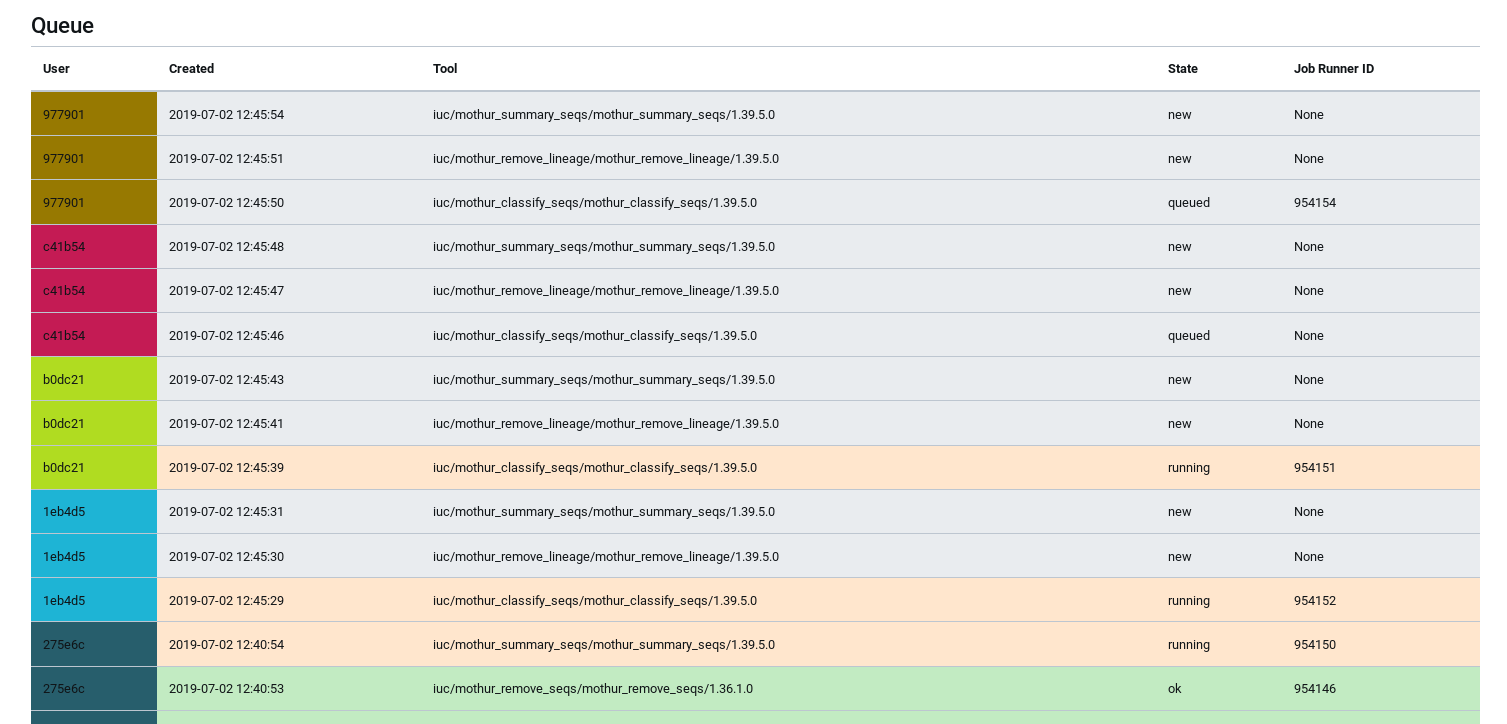 Queue
User Created Tool State Job Runner ID
977901 2019-07-02 12:45:54 iuc/mothur_summary_seqs/mothur_summary_seqs/1.39.5.0 new None
977901 2019-07-02 12:45:51 iuc/mothur_remove_lineage/mothur_remove_lineage/1.39.5.0 new None
977901 2019-07-02 12:45:50 iuc/mothur_classify_seqs/mothur_classify_seqs/1.39.5.0 queued 954154
c41b54 2019-07-02 12:45:48 iuc/mothur_summary_seqs/mothur_summary_seqs/1.39.5.0 new None
c41b54 2019-07-02 12:45:47 iuc/mothur_remove_lineage/mothur_remove_lineage/1.39.5.0 new None
c41b54 2019-07-02 12:45:46 iuc/mothur_classify_seqs/mothur_classify_seqs/1.39.5.0 queued None
b0dc21 2019-07-02 12:45:43 iuc/mothur_summary_seqs/mothur_summary_seqs/1.39.5.0 new None
b0dc21 2019-07-02 12:45:41 iuc/mothur_remove_lineage/mothur_remove_lineage/1.39.5.0 new None
b0dc21 2019-07-02 12:45:39 iuc/mothur_classify_seqs/mothur_classify_seqs/1.39.5.0 running 954151
1eb4d5 2019-07-02 12:45:31 iuc/mothur_summary_seqs/mothur_summary_seqs/1.39.5.0 new None
1eb4d5 2019-07-02 12:45:30 iuc/mothur_remove_lineage/mothur_remove_lineage/1.39.5.0 new None
1eb4d5 2019-07-02 12:45:29 iuc/mothur_classify_seqs/mothur_classify_seqs/1.39.5.0 running 954152
275e6c 2019-07-02 12:40:54 iuc/mothur_summary_seqs/mothur_summary_seqs/1.39.5.0 running 954150
275e6c 2019-07-02 12:40:53 iuc/mothur_remove_seqs/mothur_remove_seqs/1.36.1.0 ok 954146